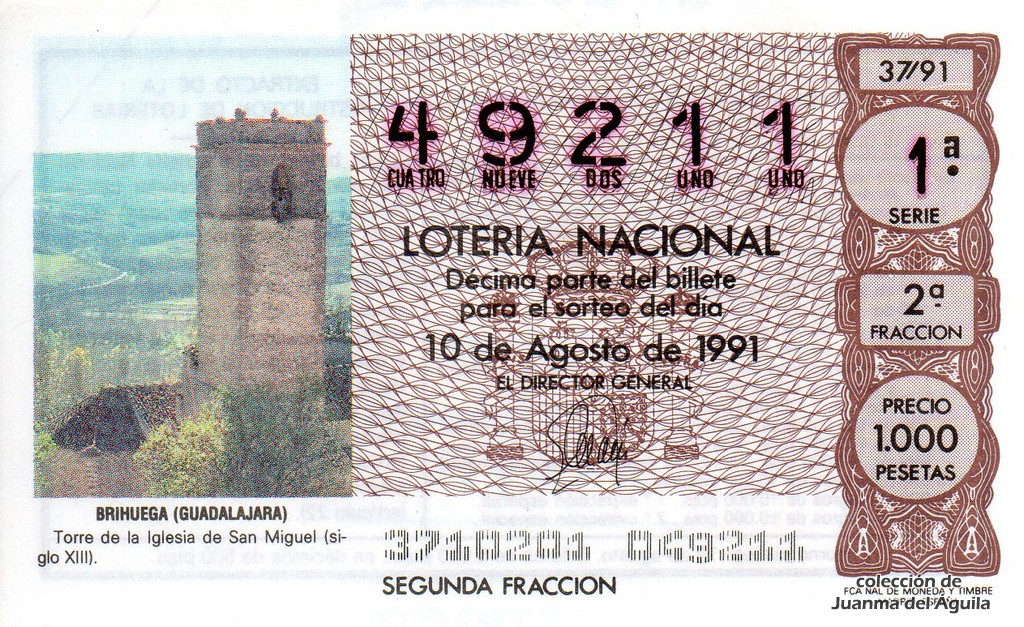 37/91
4 9 2 1 1
CUATRO NUEVE DOS UNO UNO
1ª
SERIE
LOTERIA NACIONAL
Décima parte del billete
para el sorteo del día
10 de Agosto de 1991
EL DIRECTOR GENERAL
2ª
FRACCION
PRECIO
1.000
PESETAS
BRIHUEGA (GUADALAJARA)
Torre de la Iglesia de San Miguel (si-
glo XIII).
3710201 049211
SEGUNDA FRACCION
FCA NAL DE MONEDA Y TIMBRE
colección de
Juanma del Águila